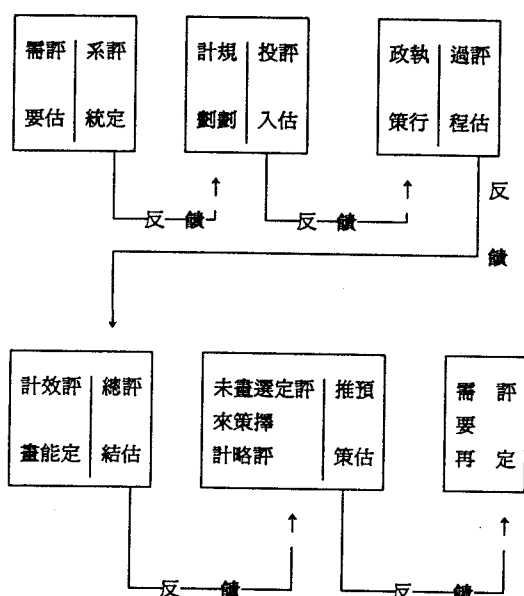 需評 系評
要估 統定
計規 投評
劃劃 入估
政執 過評
策行 程估
反 饋
反 饋
反
饋
計效評 總評
畫能定 結估
未畫選定評 推預
來策擇
計略評 策估
需 評
要
再 定
反 饋
反 饋